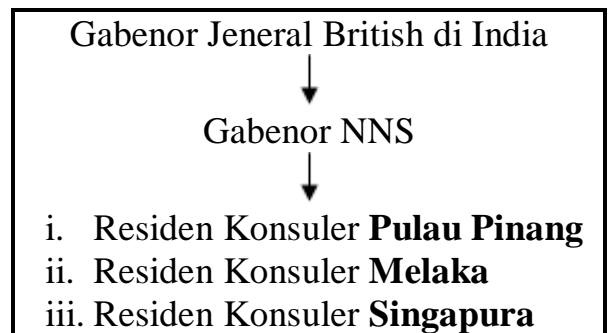 Gabenor Jeneral British di India
Gabenor NNS
i. Residen Konsuler Pulau Pinang
ii. Residen Konsuler Melaka
iii. Residen Konsuler Singapura